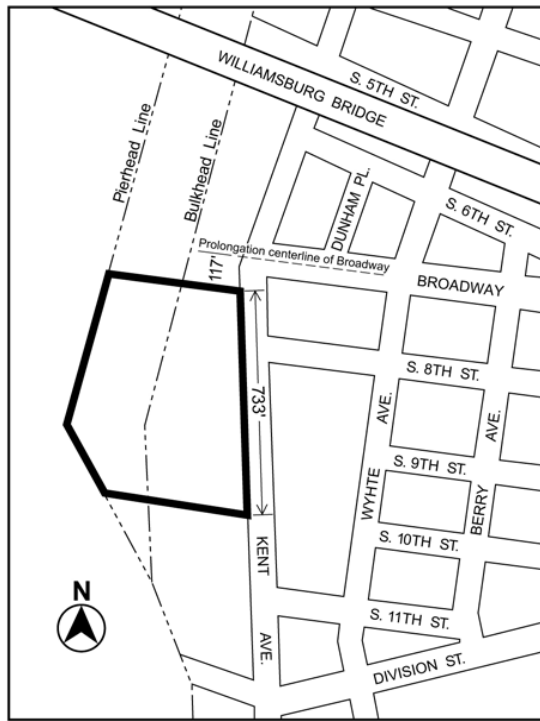 S. 5TH ST.
WILLIAMSBURG BRIDGE
Pierhead Line
Bulkhead Line
DUNHAM PL.
S. 6TH ST.
Prolongation centerline of Broadway
117'
BROADWAY
S. 8TH ST.
733'
AVE.
AVE.
S. 9TH ST.
WYHTE
BERRY
KENT
S. 10TH ST.
N
S. 11TH ST.
AVE.
DIVISION ST.